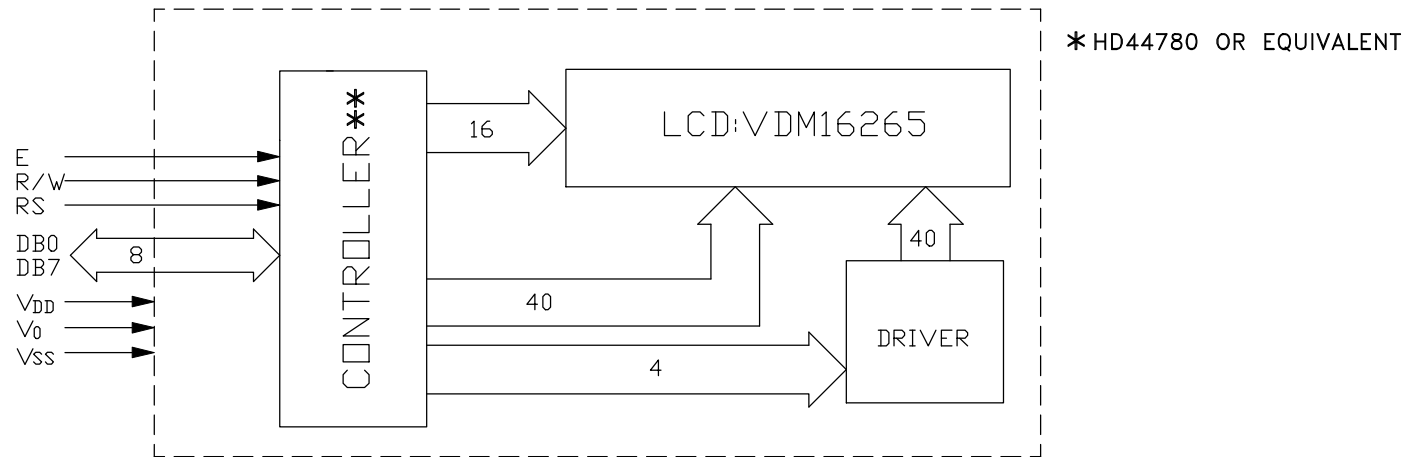 * HD44780 OR EQUIVALENT
LCD:VDM16265
CONTROLLER**
16
E
R/W
RS
DB0
DB7
8
40
40
VDD
V0
VSS
DRIVER
4